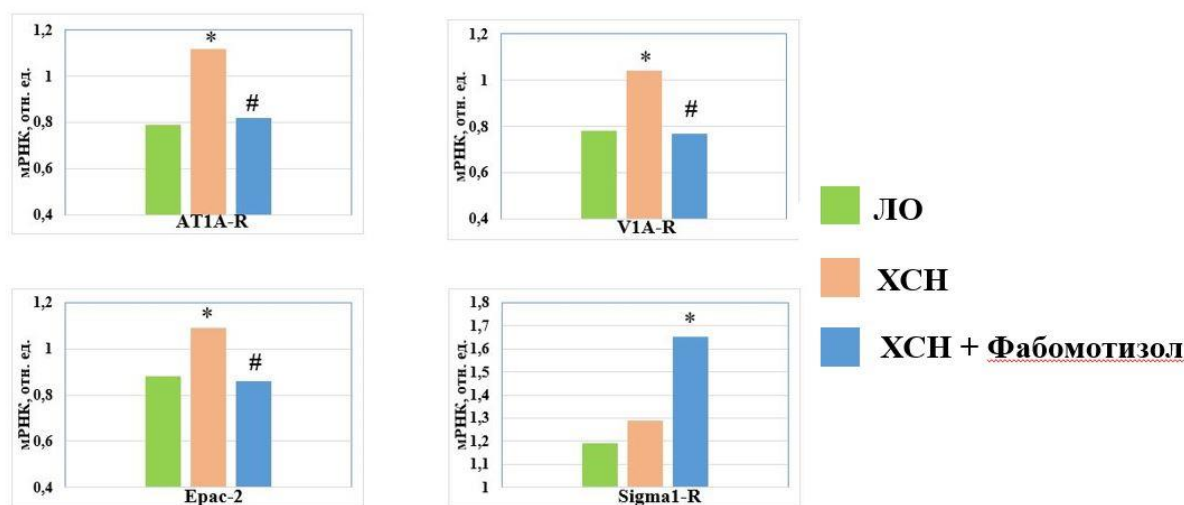 мРНК, отн. ед.
1,2
1
0,8
0,6
0,4
*
#
AT1A-R
мРНК, отн. ед.
1,2
1
0,8
0,6
0,4
*
#
V1A-R
мРНК, отн. ед.
1,2
1
0,8
0,6
0,4
*
#
Epac-2
мРНК, отн. ед.
1,8
1,7
1,6
1,5
1,4
1,3
1,2
1,1
1
*
Sigma1-R
ЛО
ХСН
ХСН + Фабомотизол